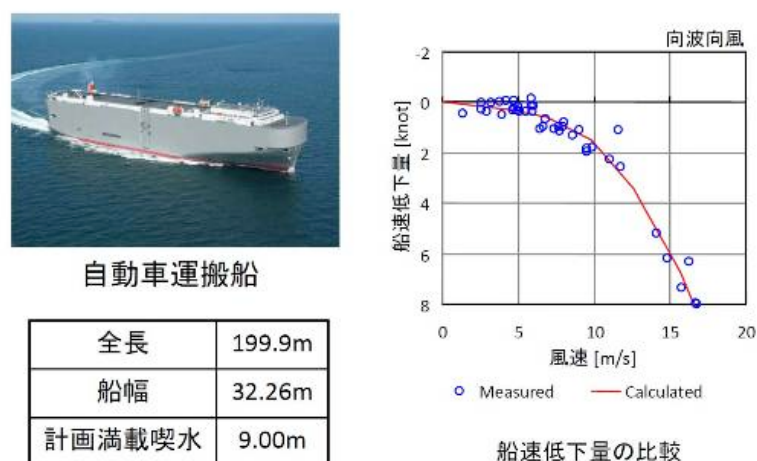 自動車運搬船
全長 199.9m
船幅 32.26m
計画満載喫水 9.00m
向波向風
船速低下量 [knot]
-2
0
2
4
6
8
0 5 10 15 20
風速 [m/s]
Measured Calculated
船速低下量の比較